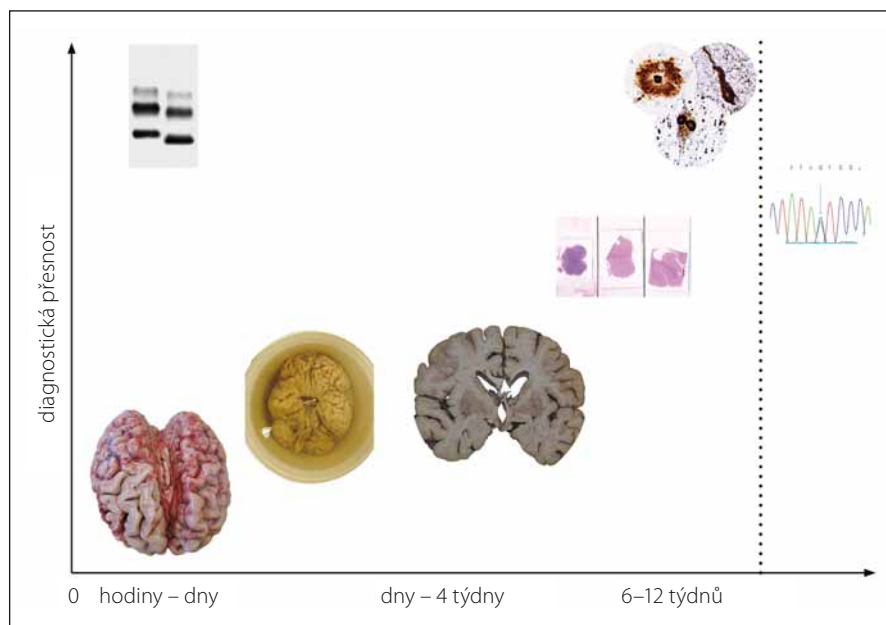 diagnostická přesnost
0 hodiny – dny dny – 4 týdny 6–12 týdnů